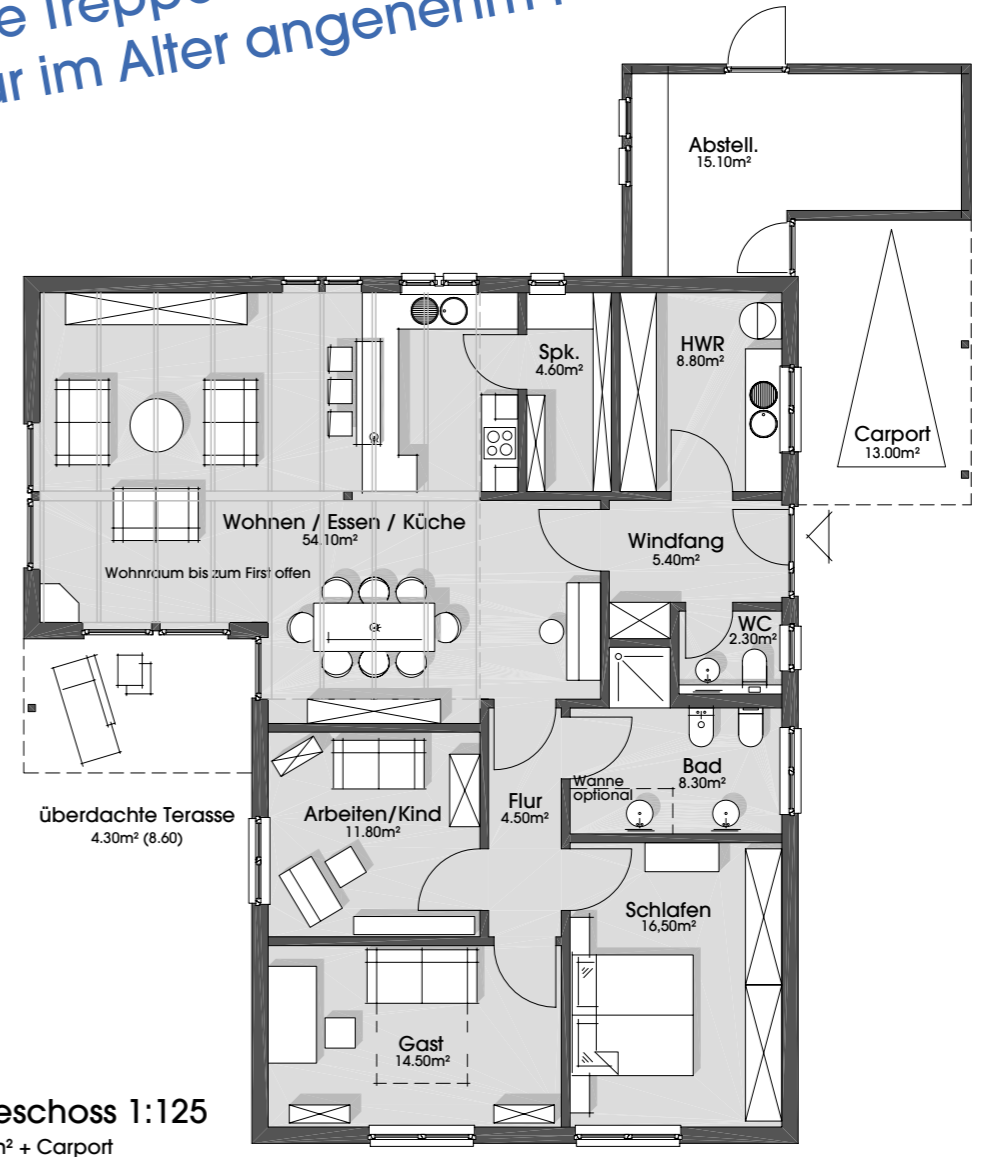 e Treppe
ur im Alter angenehm
Abstell.
15.10m²
Spk.
4.60m²
HWR
8.80m²
Carport
13.00m²
Wohnen / Essen / Küche
54.10m²
Windfang
5.40m²
Wohnraum bis zum First offen
WC
2.30m²
Bad
8.30m²
Wanne
optional
Flur
4.50m²
Arbeiten/Kind
11.80m²
überdachte Terasse
4.30m² (8.60)
Schlafen
16,50m²
Gast
14.50m²
eschoss 1:125
m² + Carport